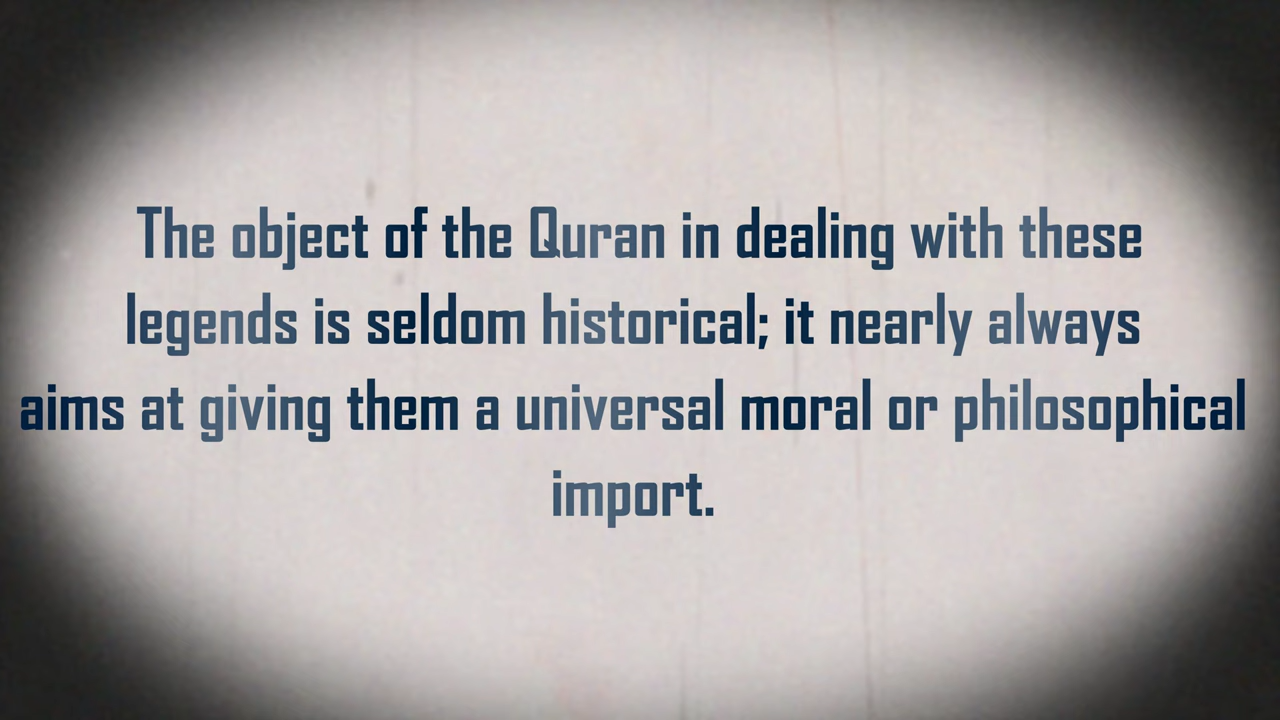 The object of the Quran in dealing with these
legends is seldom historical; it nearly always
aims at giving them a universal moral or philosophical
import.